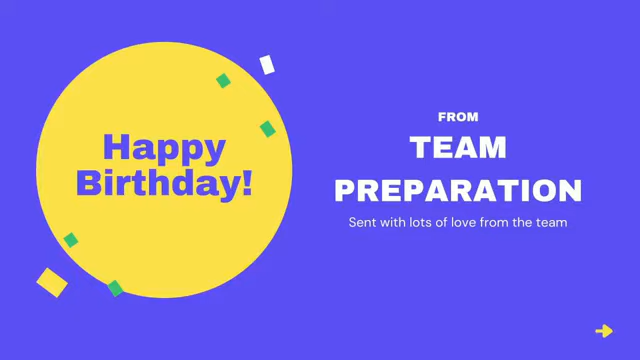 Happy
Birthday!
FROM
TEAM
PREPARATION
Sent with lots of love from the team